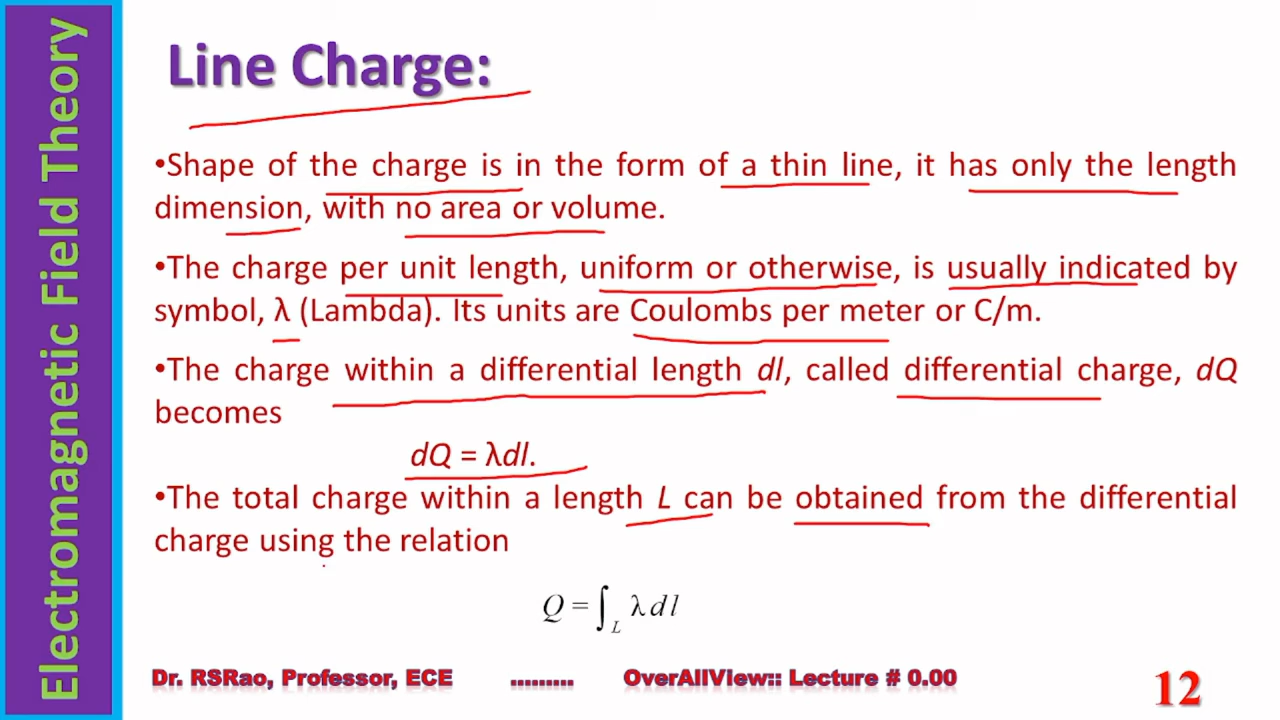 Electromagnetic Field Theory
Line Charge:
•Shape of the charge is in the form of a thin line, it has only the length
dimension, with no area or volume.
•The charge per unit length, uniform or otherwise, is usually indicated by
symbol, λ (Lambda). Its units are Coulombs per meter or C/m.
•The charge within a differential length dl, called differential charge, dQ
becomes
dQ = λdl.
•The total charge within a length L can be obtained from the differential
charge using the relation
Q = ∫_L λ dl
Dr. RSRao, Professor, ECE ......... OverAllView:: Lecture # 0.00
12